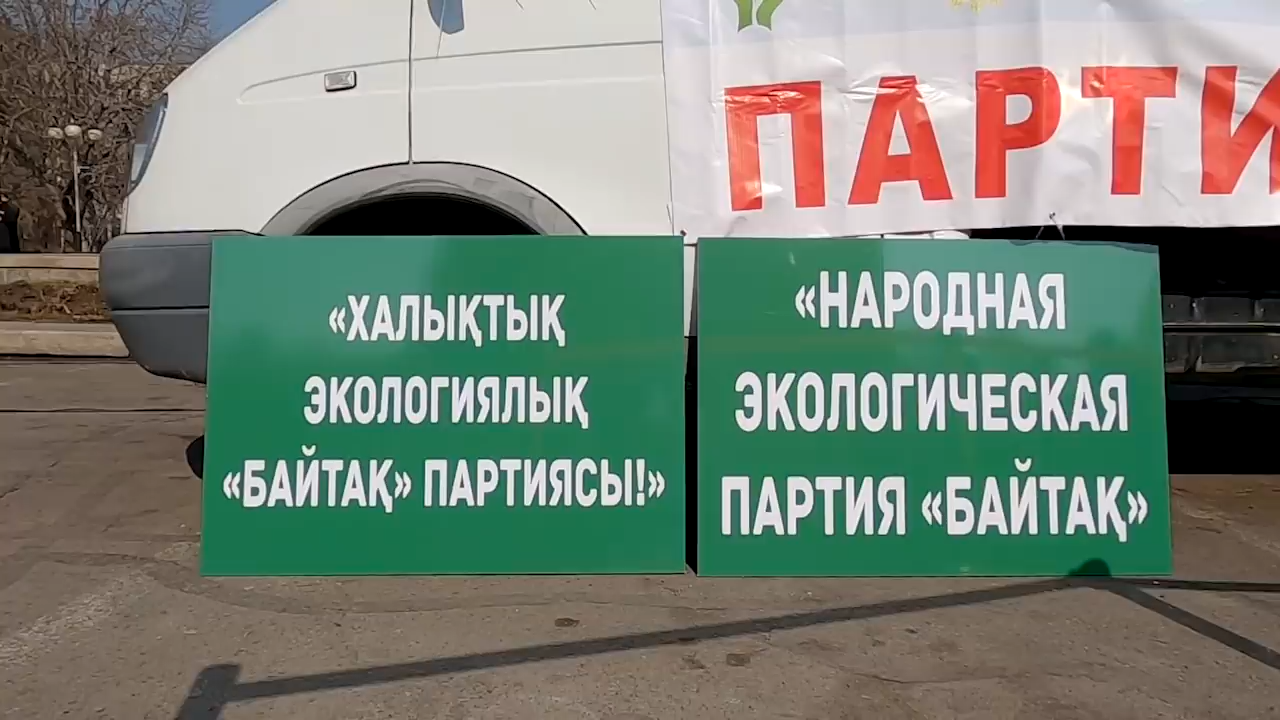 ПАРТИ
«ХАЛЫҚТЫҚ
ЭКОЛОГИЯЛЫҚ
«БАЙТАҚ» ПАРТИЯСЫ!»
«НАРОДНАЯ
ЭКОЛОГИЧЕСКАЯ
ПАРТИЯ «БАЙТАҚ»